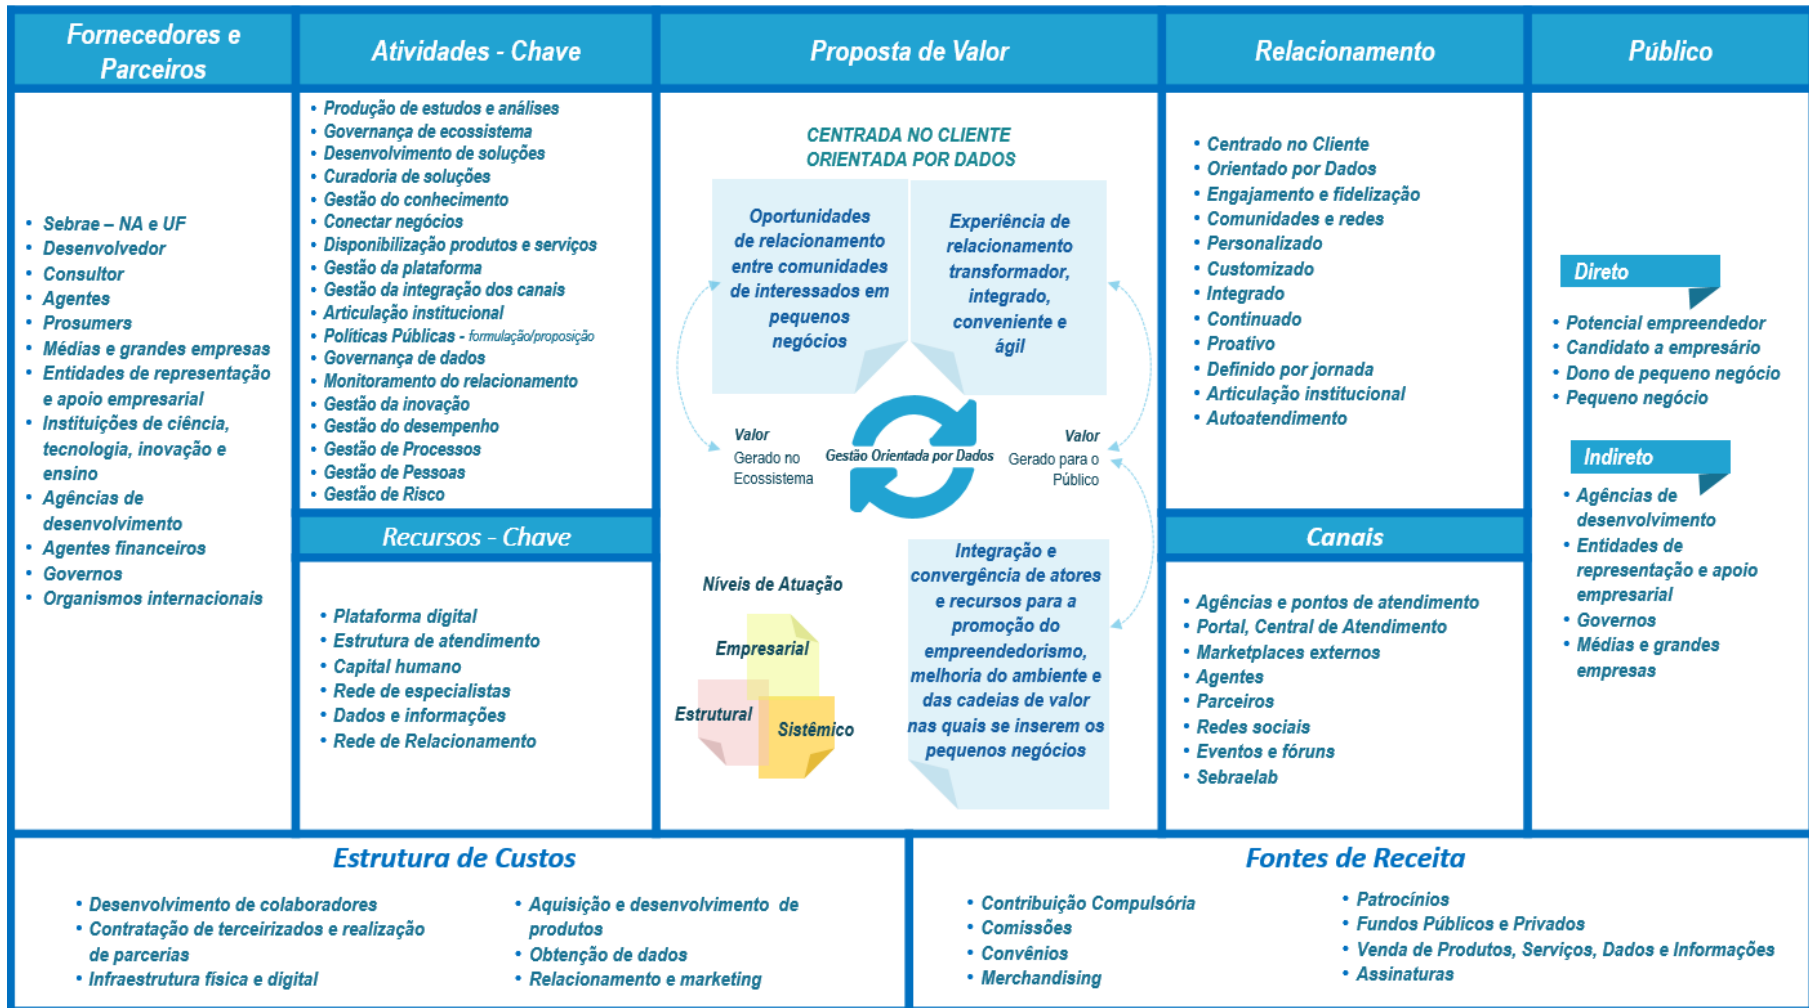 Fornecedores e
Parceiros
Atividades - Chave
Proposta de Valor
Relacionamento
Público
• Sebrae – NA e UF
• Desenvolvedor
• Consultor
• Agentes
• Prosumers
• Médias e grandes empresas
• Entidades de representação
e apoio empresarial
• Instituições de ciência,
tecnologia, inovação e
ensino
• Agências de
desenvolvimento
• Agentes financeiros
• Governos
• Organismos internacionais
• Produção de estudos e análises
• Governança de ecossistema
• Desenvolvimento de soluções
• Curadoria de soluções
• Gestão do conhecimento
• Conectar negócios
• Disponibilização produtos e serviços
• Gestão da plataforma
• Gestão da integração dos canais
• Articulação institucional
• Políticas Públicas - formulação/proposição
• Governança de dados
• Monitoramento do relacionamento
• Gestão da inovação
• Gestão do desempenho
• Gestão de Processos
• Gestão de Pessoas
• Gestão de Risco
Recursos - Chave
• Plataforma digital
• Estrutura de atendimento
• Capital humano
• Rede de especialistas
• Dados e informações
• Rede de Relacionamento
CENTRADA NO CLIENTE
ORIENTADA POR DADOS
Oportunidades
de relacionamento
entre comunidades
de interessados em
pequenos
negócios
Experiência de
relacionamento
transformador,
integrado,
conveniente e
ágil
Valor
Gerado no
Ecossistema
Gestão Orientada por Dados
Valor
Gerado para o
Público
Níveis de Atuação
Empresarial
Estrutural
Sistêmico
Integração e
convergência de atores
e recursos para a
promoção do
empreendedorismo,
melhoria do ambiente e
das cadeias de valor
nas quais se inserem os
pequenos negócios
• Centrado no Cliente
• Orientado por Dados
• Engajamento e fidelização
• Comunidades e redes
• Personalizado
• Customizado
• Integrado
• Continuado
• Proativo
• Definido por jornada
• Articulação institucional
• Autoatendimento
Canais
• Agências e pontos de atendimento
• Portal, Central de Atendimento
• Marketplaces externos
• Agentes
• Parceiros
• Redes sociais
• Eventos e fóruns
• Sebraelab
Direto
• Potencial empreendedor
• Candidato a empresário
• Dono de pequeno negócio
• Pequeno negócio
Indireto
• Agências de
desenvolvimento
• Entidades de
representação e apoio
empresarial
• Governos
• Médias e grandes
empresas
Estrutura de Custos
• Desenvolvimento de colaboradores
• Contratação de terceirizados e realização
de parcerias
• Infraestrutura física e digital
• Aquisição e desenvolvimento de
produtos
• Obtenção de dados
• Relacionamento e marketing
Fontes de Receita
• Contribuição Compulsória
• Comissões
• Convênios
• Merchandising
• Patrocínios
• Fundos Públicos e Privados
• Venda de Produtos, Serviços, Dados e Informações
• Assinaturas